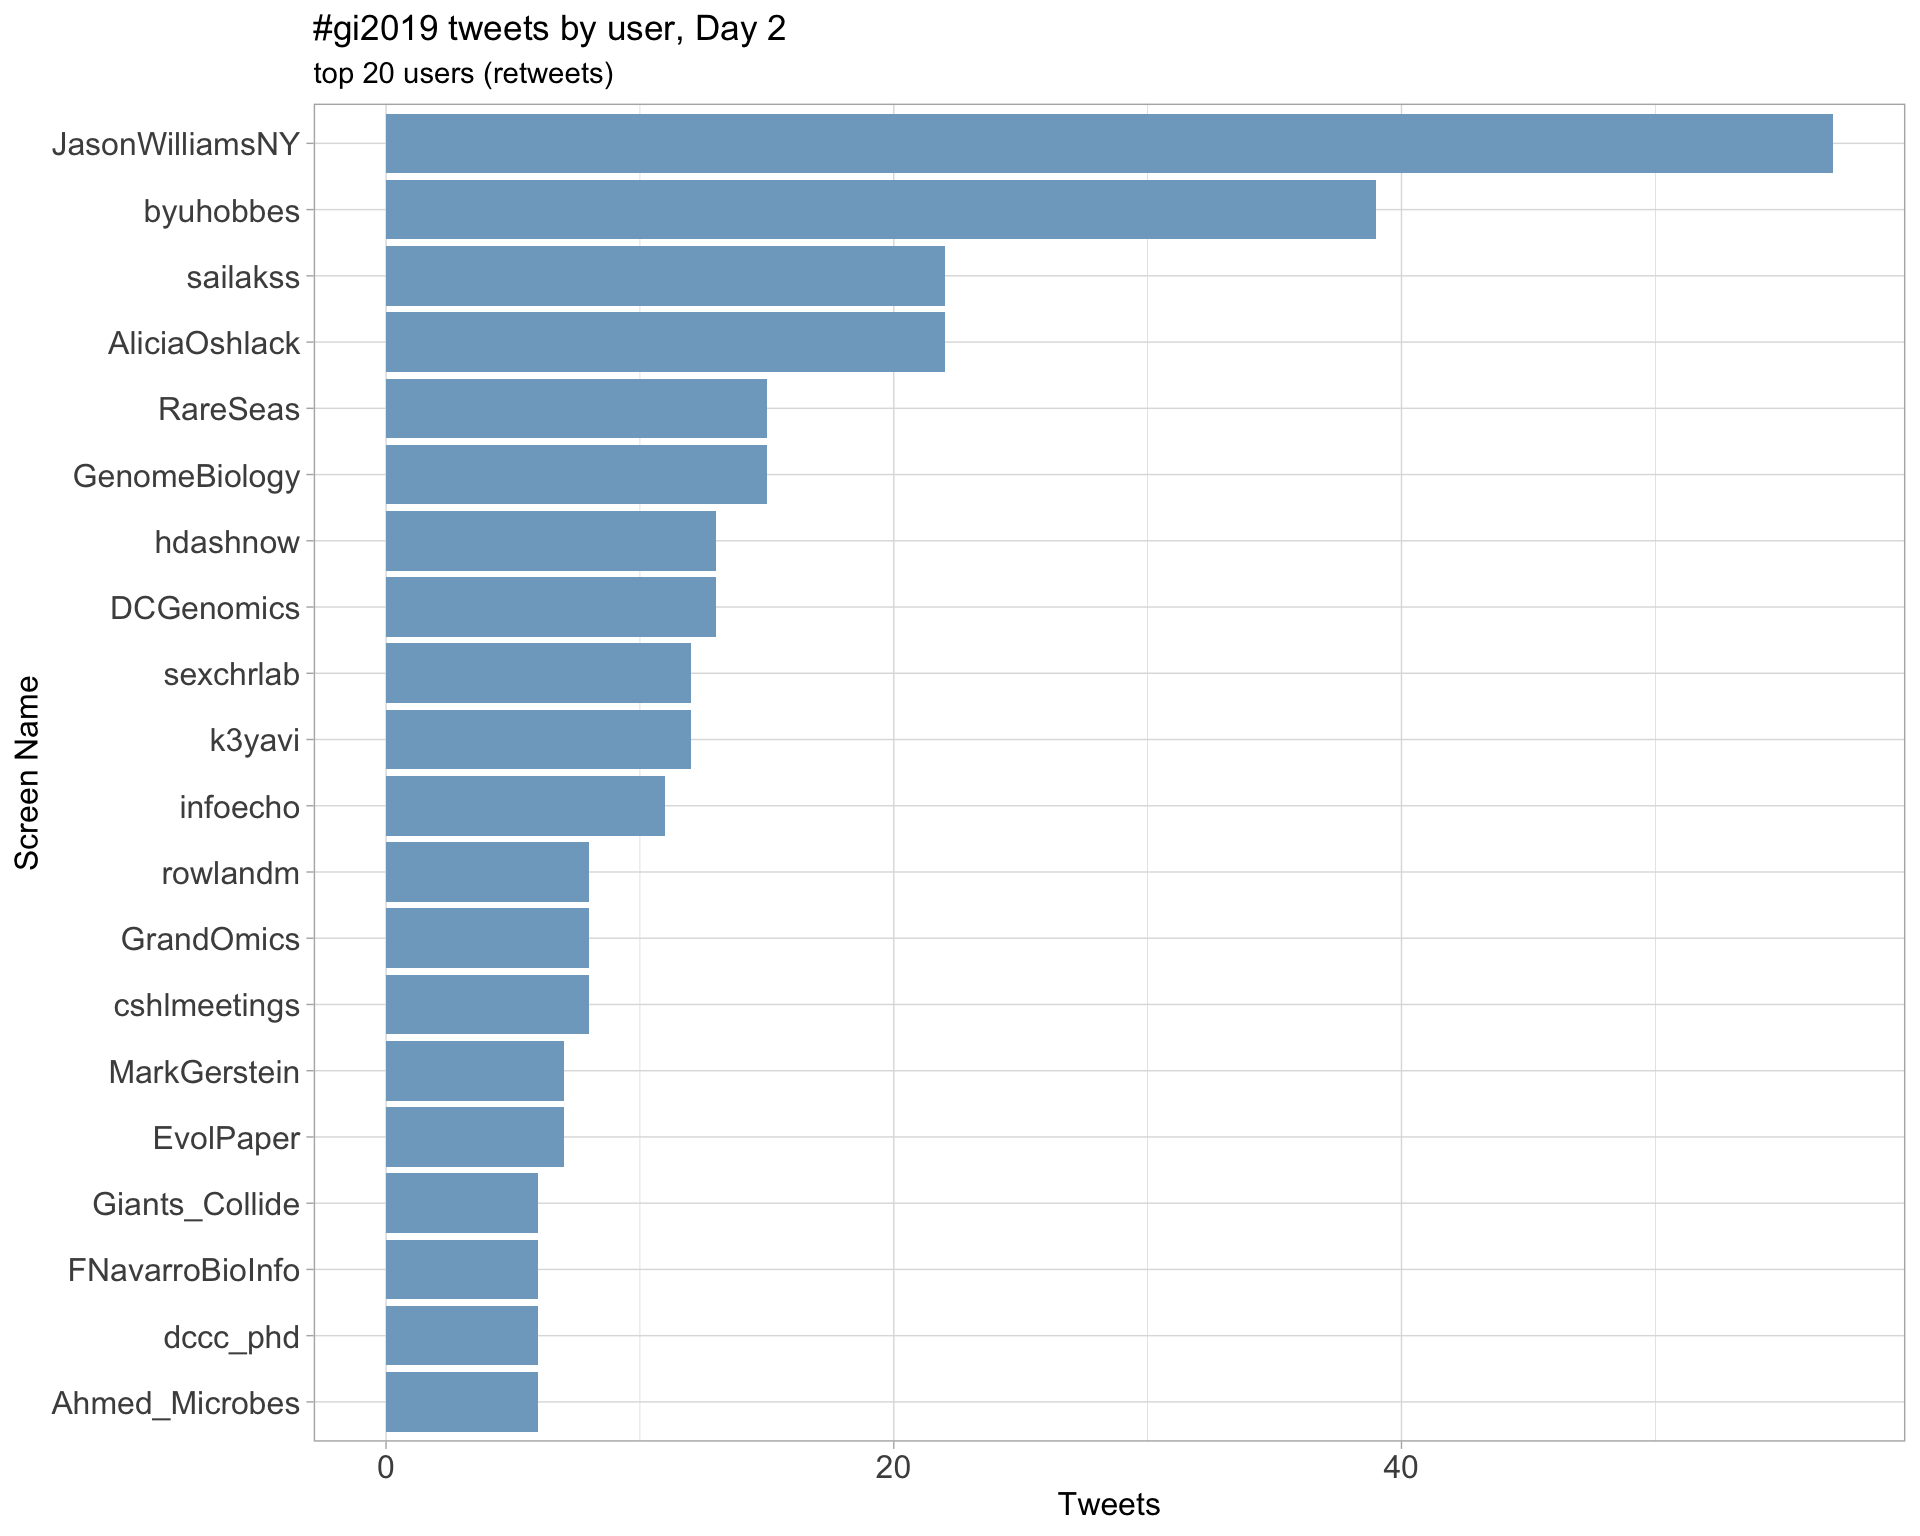 #gi2019 tweets by user, Day 2
top 20 users (retweets)
JasonWilliamsNY
byuhobbes
sailakss
AliciaOshlack
RareSeas
GenomeBiology
hdashnow
DCGenomics
sexchrlab
k3yavi
infoecho
rowlandm
GrandOmics
cshlmeetings
MarkGerstein
EvolPaper
Giants_Collide
FNavarroBioInfo
dccc_phd
Ahmed_Microbes
Screen Name
0 20 40
Tweets